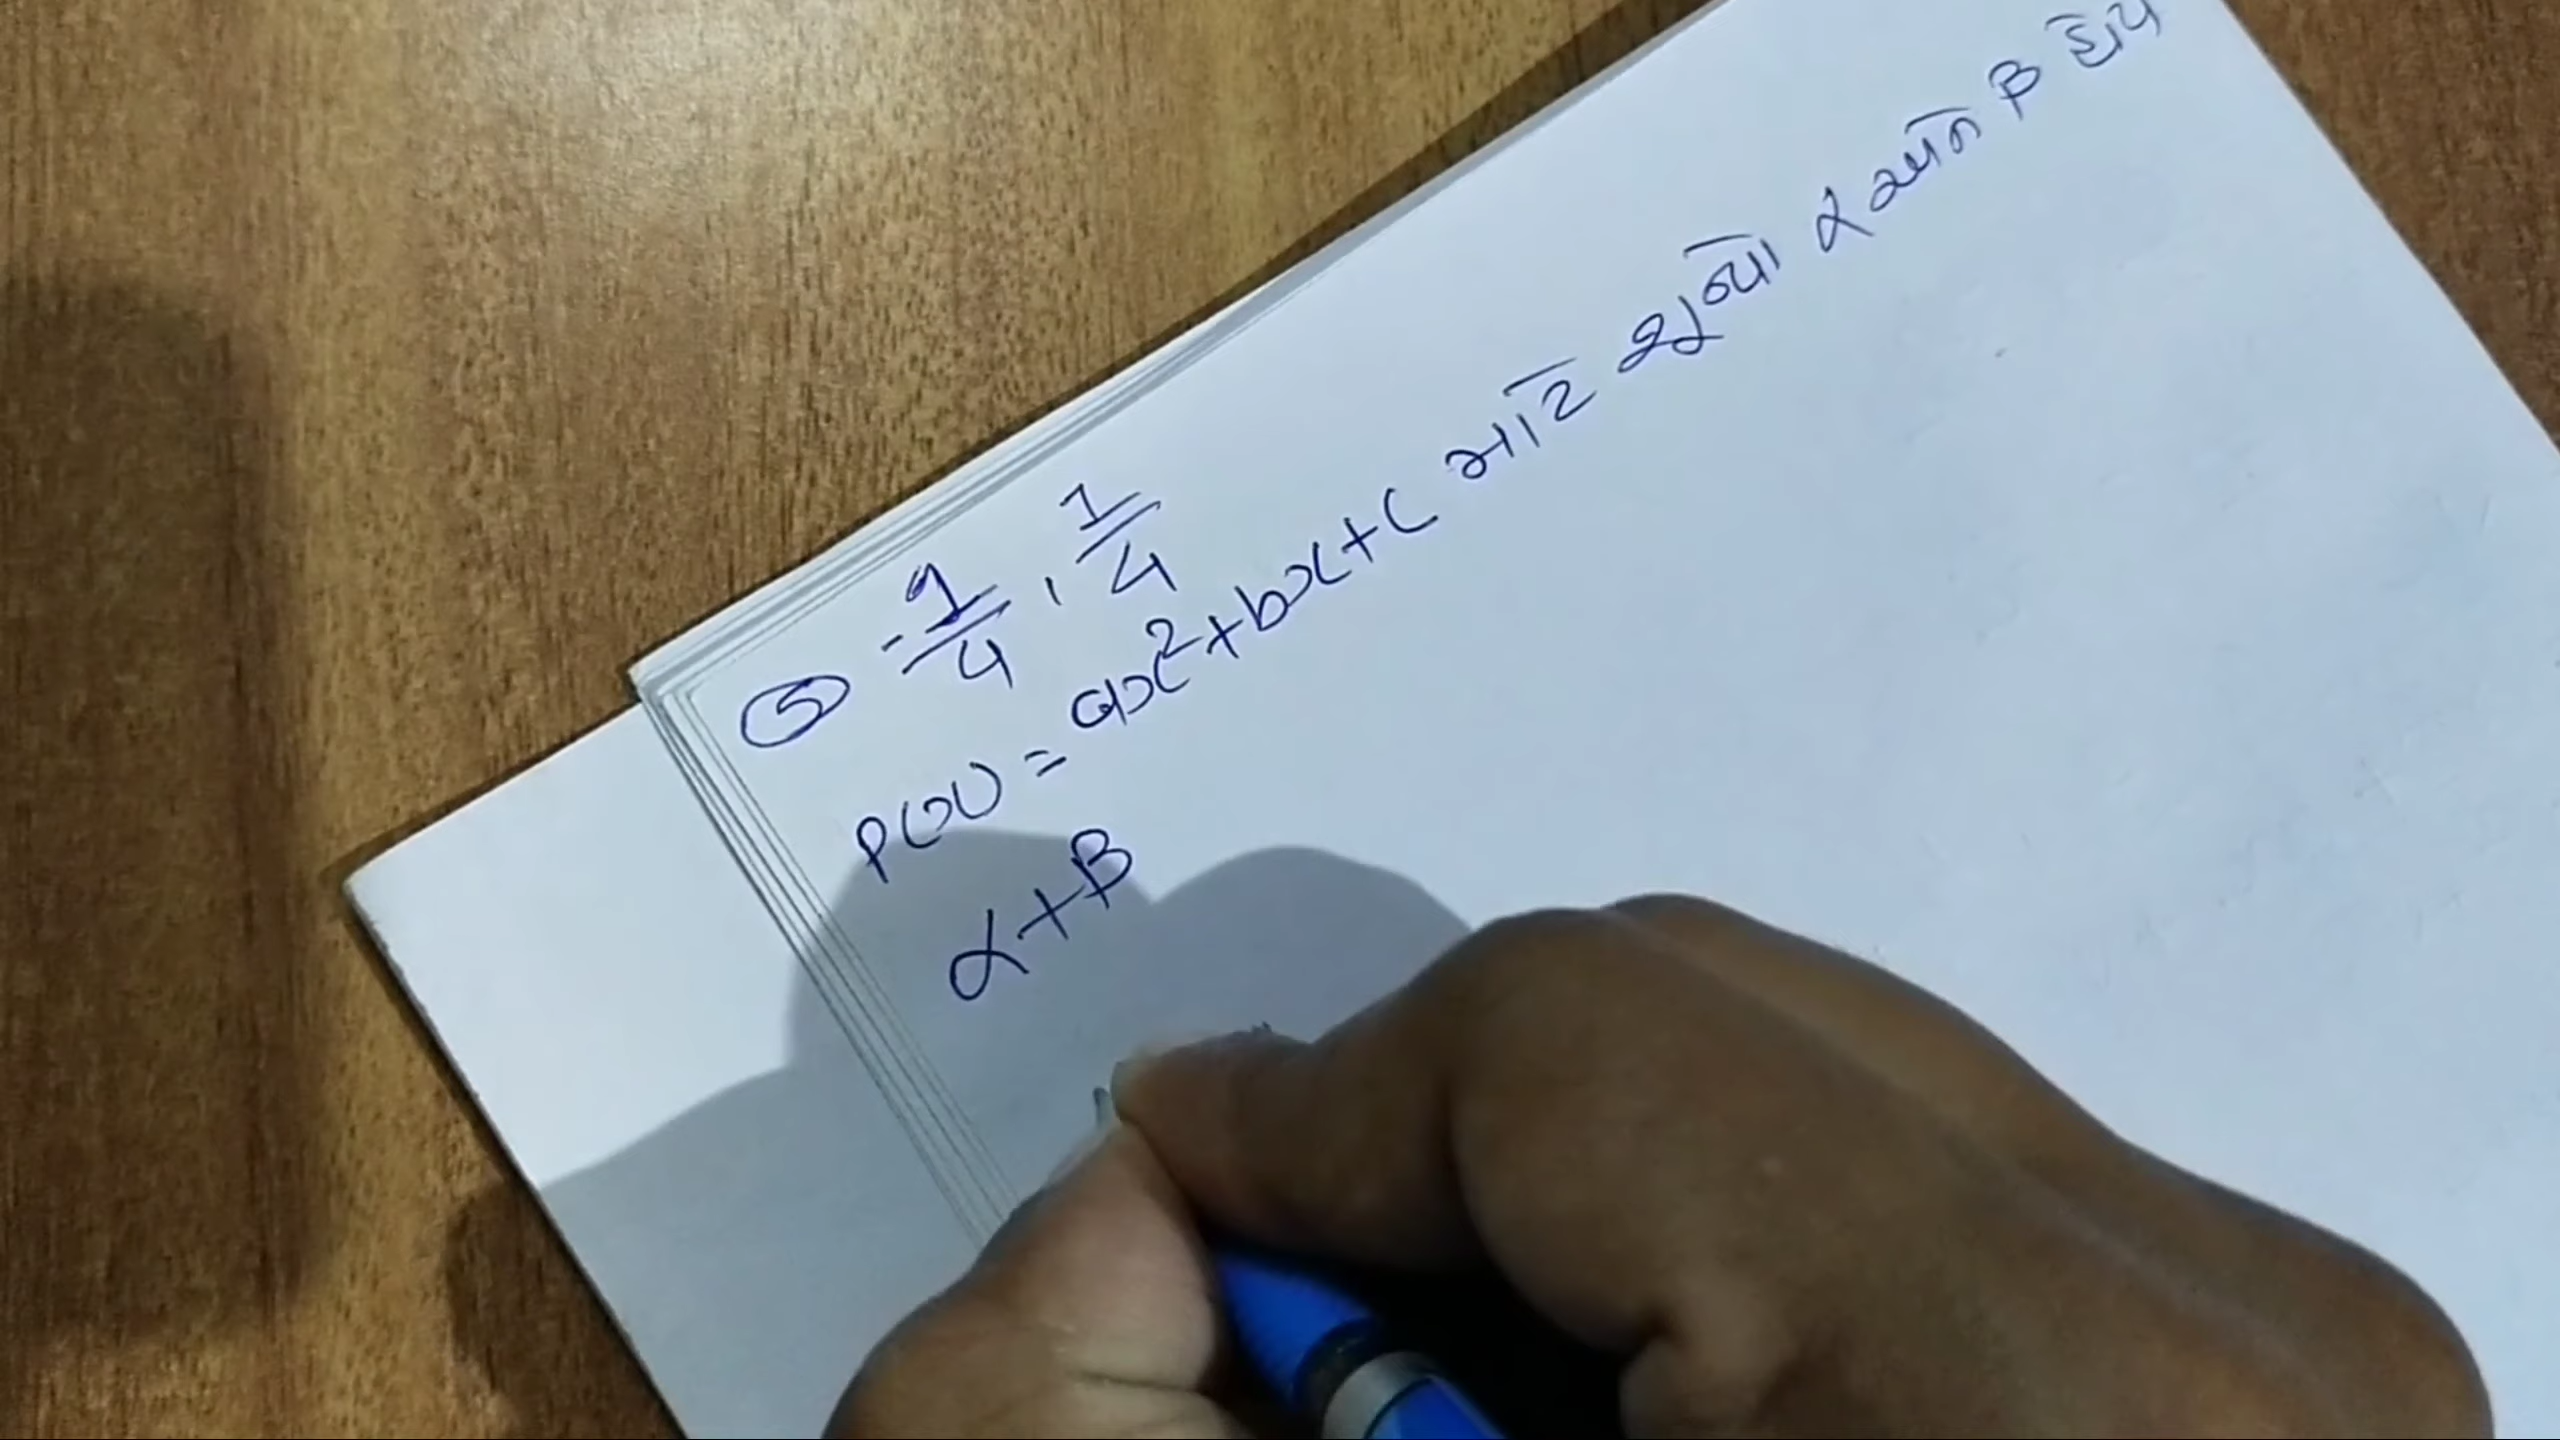 ⑤ -1/4 , 1/4
P(x) = ax²+bx+c માટે શૂન્યો α અને β હોય
α+β